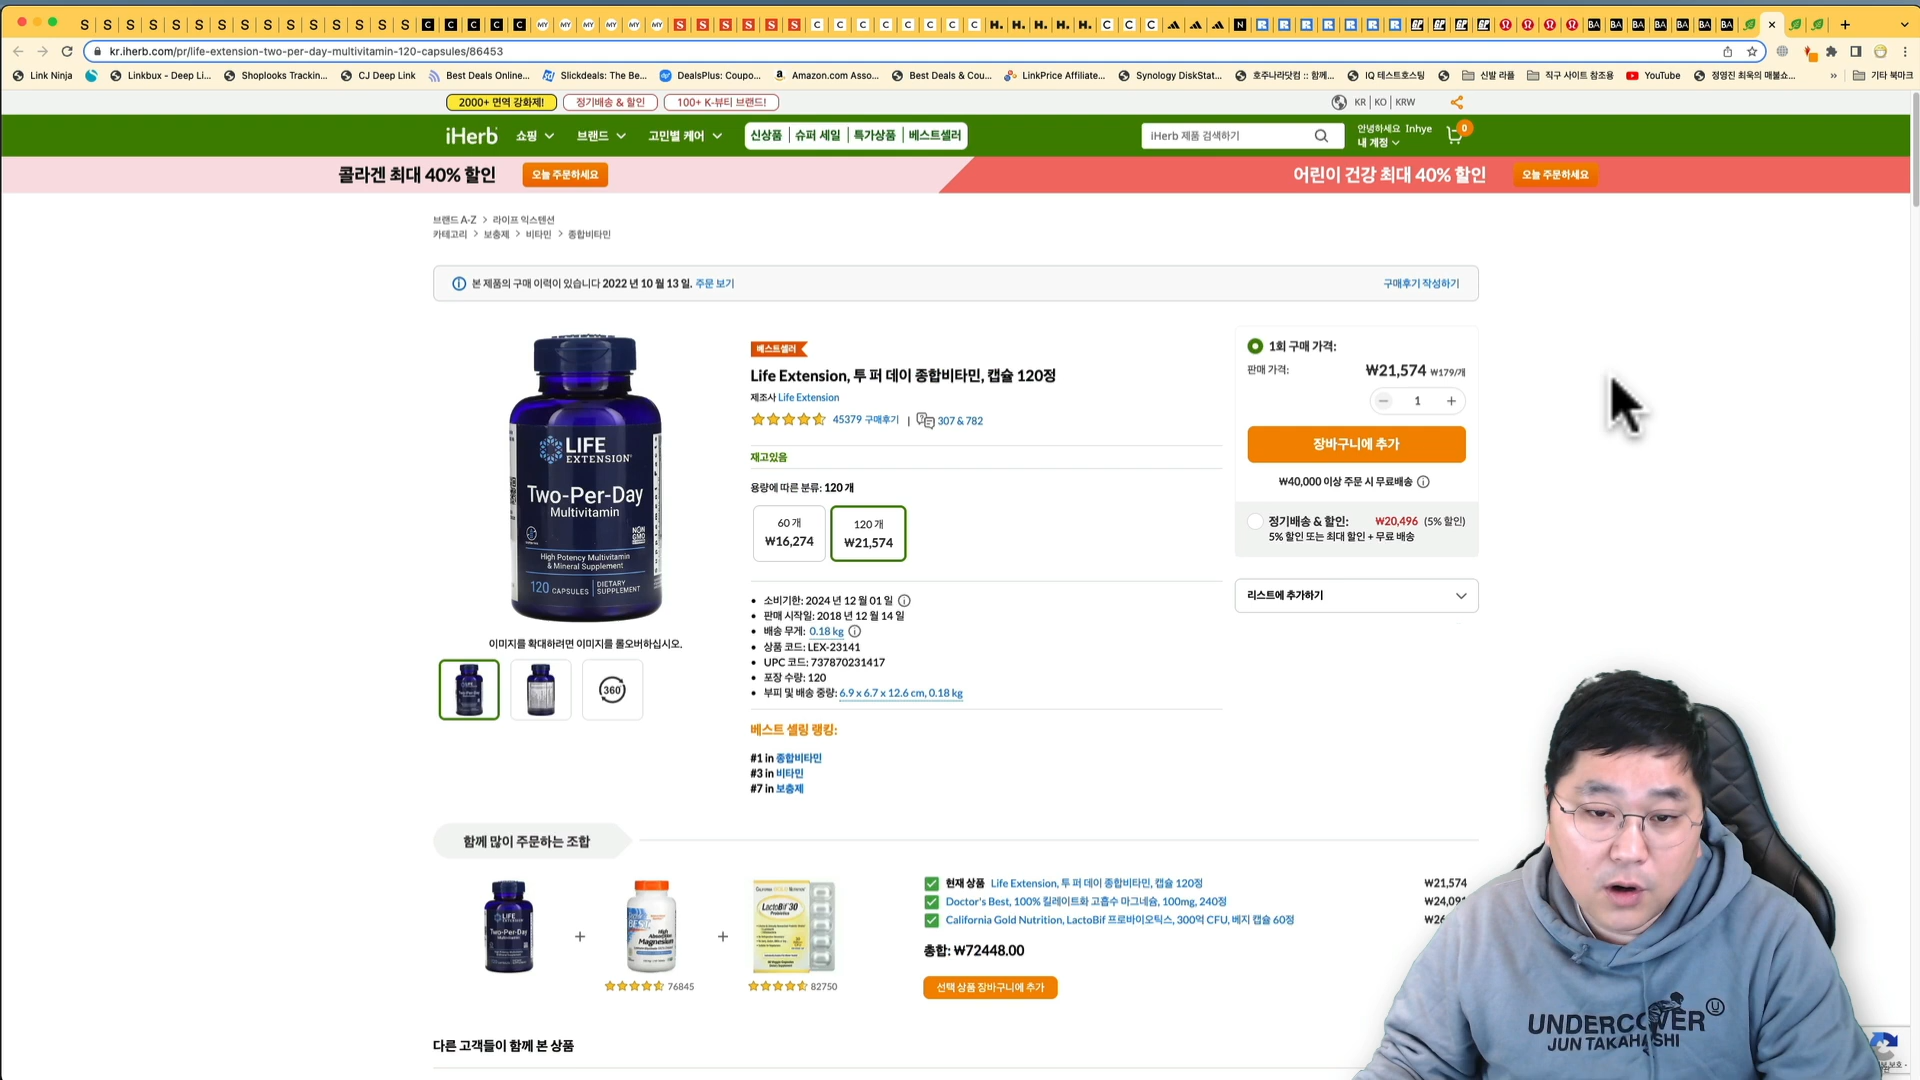 kr.iherb.com/pr/life-extension-two-per-day-multivitamin-120-capsules/86453
Link Ninja
Linkbux - Deep Li...
Shoplooks Trackin...
CJ Deep Link
Best Deals Online...
Slickdeals: The Be...
DealsPlus: Coupo...
Amazon.com Asso...
Best Deals & Cou...
LinkPrice Affiliate...
Synology DiskStat...
호주나라닷컴 :: 함께...
IQ 테스트호스팅
신발 라플
직구 사이트 참조용
YouTube
정영진 최욱의 매불쇼...
기타 북마크
2000+ 면역 강화제!
정기배송 & 할인
100+ K-뷰티 브랜드!
KR | KO | KRW
iHerb
쇼핑
브랜드
고민별 케어
신상품
슈퍼 세일
특가상품
베스트셀러
iHerb 제품 검색하기
안녕하세요 Inhye
내 계정
0
콜라겐 최대 40% 할인
오늘 주문하세요
어린이 건강 최대 40% 할인
오늘 주문하세요
브랜드 A-Z > 라이프 익스텐션
카테고리 > 보충제 > 비타민 > 종합비타민
본 제품의 구매 이력이 있습니다 2022 년 10 월 13 일. 주문 보기
구매후기 작성하기
LIFE
EXTENSION
Two-Per-Day
Multivitamin
NON
GMO
High Potency Multivitamin
& Mineral Supplement
120 CAPSULES
DIETARY
SUPPLEMENT
이미지를 확대하려면 이미지를 롤오버하십시오.
360
베스트셀러
Life Extension, 투 퍼 데이 종합비타민, 캡슐 120정
제조사 Life Extension
45379 구매후기 | 307 & 782
재고있음
용량에 따른 분류: 120 개
60 개
₩16,274
120 개
₩21,574
소비기한: 2024 년 12 월 01 일
판매 시작일: 2018 년 12 월 14 일
배송 무게: 0.18 kg
상품 코드: LEX-23141
UPC 코드: 737870231417
포장 수량: 120
부피 및 배송 중량: 6.9 x 6.7 x 12.6 cm, 0.18 kg
베스트 셀링 랭킹:
#1 in 종합비타민
#3 in 비타민
#7 in 보충제
1회 구매 가격:
판매 가격:
₩21,574 ₩179/개
1
장바구니에 추가
₩40,000 이상 주문 시 무료배송
정기배송 & 할인:
₩20,496 (5% 할인)
5% 할인 또는 최대 할인 + 무료 배송
리스트에 추가하기
함께 많이 주문하는 조합
76845
82750
현재 상품 Life Extension, 투 퍼 데이 종합비타민, 캡슐 120정
₩21,574
Doctor's Best, 100% 킬레이트화 고흡수 마그네슘, 100mg, 240정
California Gold Nutrition, LactoBif 프로바이오틱스, 300억 CFU, 베지 캡슐 60정
총합: ₩72448.00
선택 상품 장바구니에 추가
다른 고객들이 함께 본 상품
UNDERCOVER
JUN TAKAHASHI